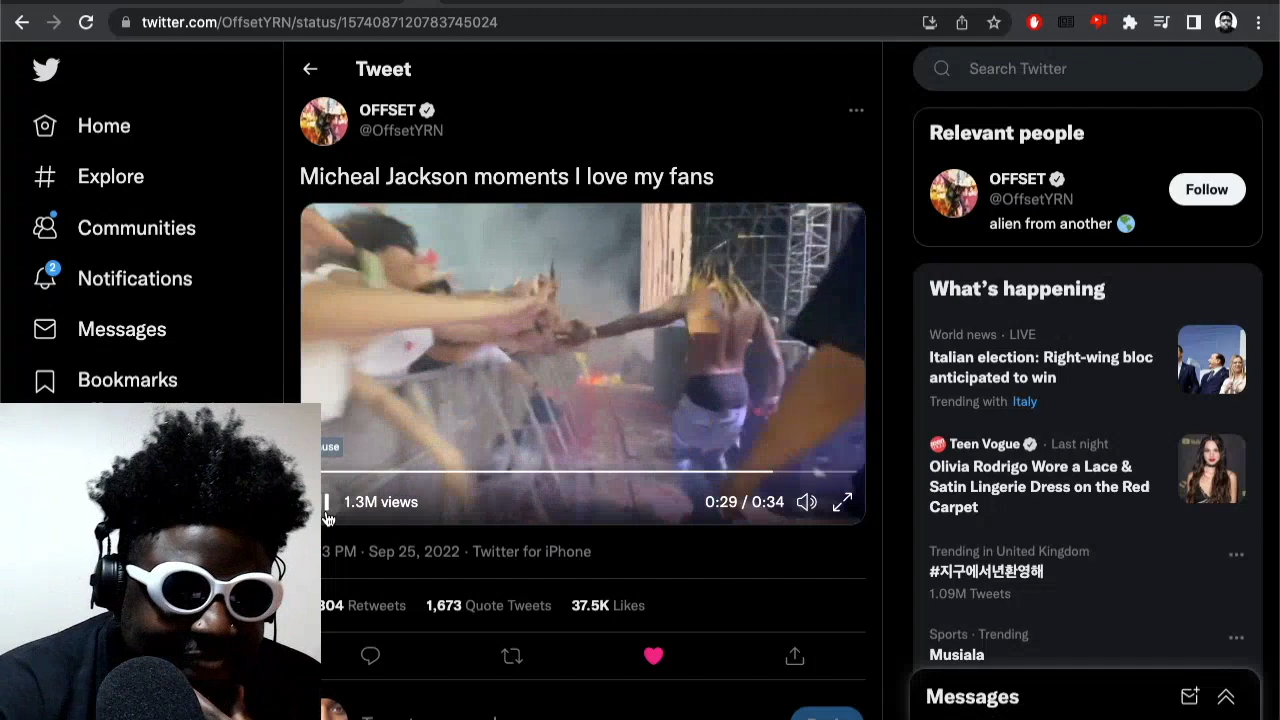 twitter.com/OffsetYRN/status/1574087120783745024
Tweet
Search Twitter
Home
Explore
Communities
2
Notifications
Messages
Bookmarks
OFFSET
@OffsetYRN
Micheal Jackson moments I love my fans
use
1.3M views
0:29 / 0:34
3 PM · Sep 25, 2022 · Twitter for iPhone
304 Retweets 1,673 Quote Tweets 37.5K Likes
Relevant people
OFFSET
@OffsetYRN
Follow
alien from another
What's happening
World news · LIVE
Italian election: Right-wing bloc
anticipated to win
Trending with Italy
Teen Vogue · Last night
Olivia Rodrigo Wore a Lace &
Satin Lingerie Dress on the Red
Carpet
Trending in United Kingdom
#지구에서년환영해
1.09M Tweets
Sports · Trending
Musiala
Messages